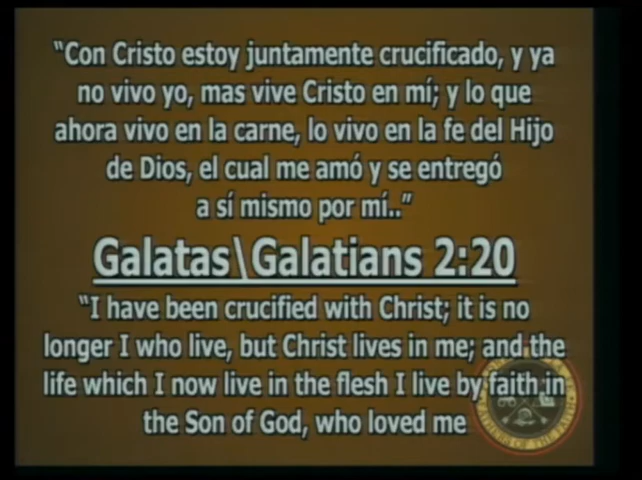 “Con Cristo estoy juntamente crucificado, y ya
no vivo yo, mas vive Cristo en mí; y lo que
ahora vivo en la carne, lo vivo en la fe del Hijo
de Dios, el cual me amó y se entregó
a sí mismo por mí..”
Galatas\Galatians 2:20
“I have been crucified with Christ; it is no
longer I who live, but Christ lives in me; and the
life which I now live in the flesh I live by faith in
the Son of God, who loved me
OF THE FAITH